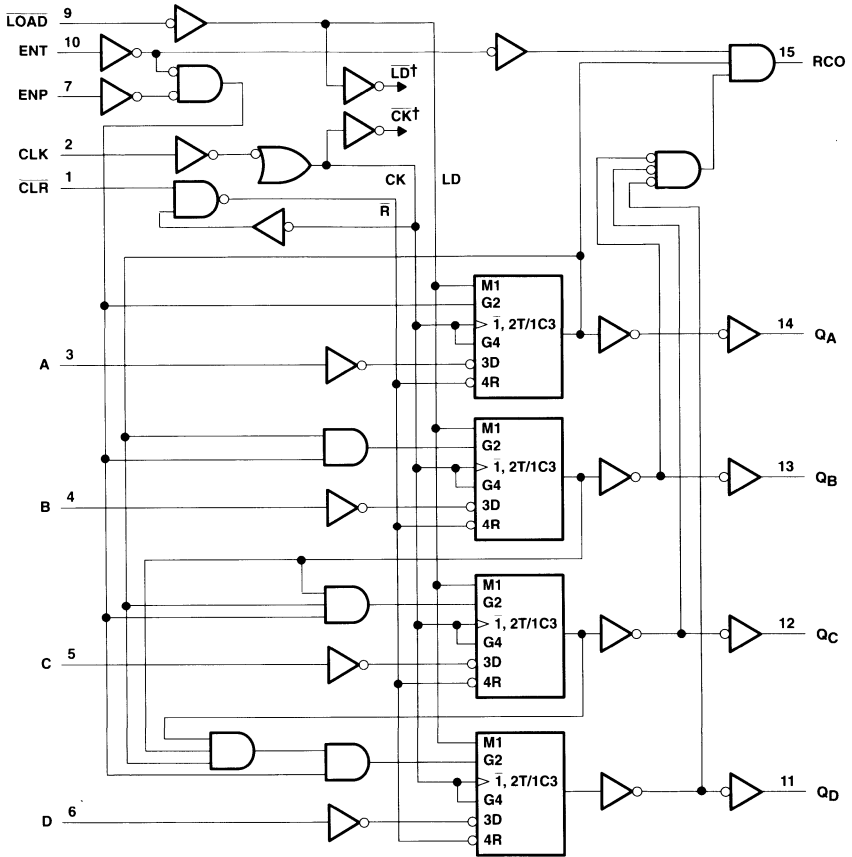 LOAD 9
ENT 10
15 RCO
ENP 7
LD†
CK†
CLK 2
CLR 1
CK LD
R
M1
G2
1, 2T/1C3
G4
A 3
3D
4R
14 QA
M1
G2
1, 2T/1C3
G4
B 4
3D
4R
13 QB
M1
G2
1, 2T/1C3
G4
C 5
3D
4R
12 QC
M1
G2
1, 2T/1C3
G4
D 6
3D
4R
11 QD